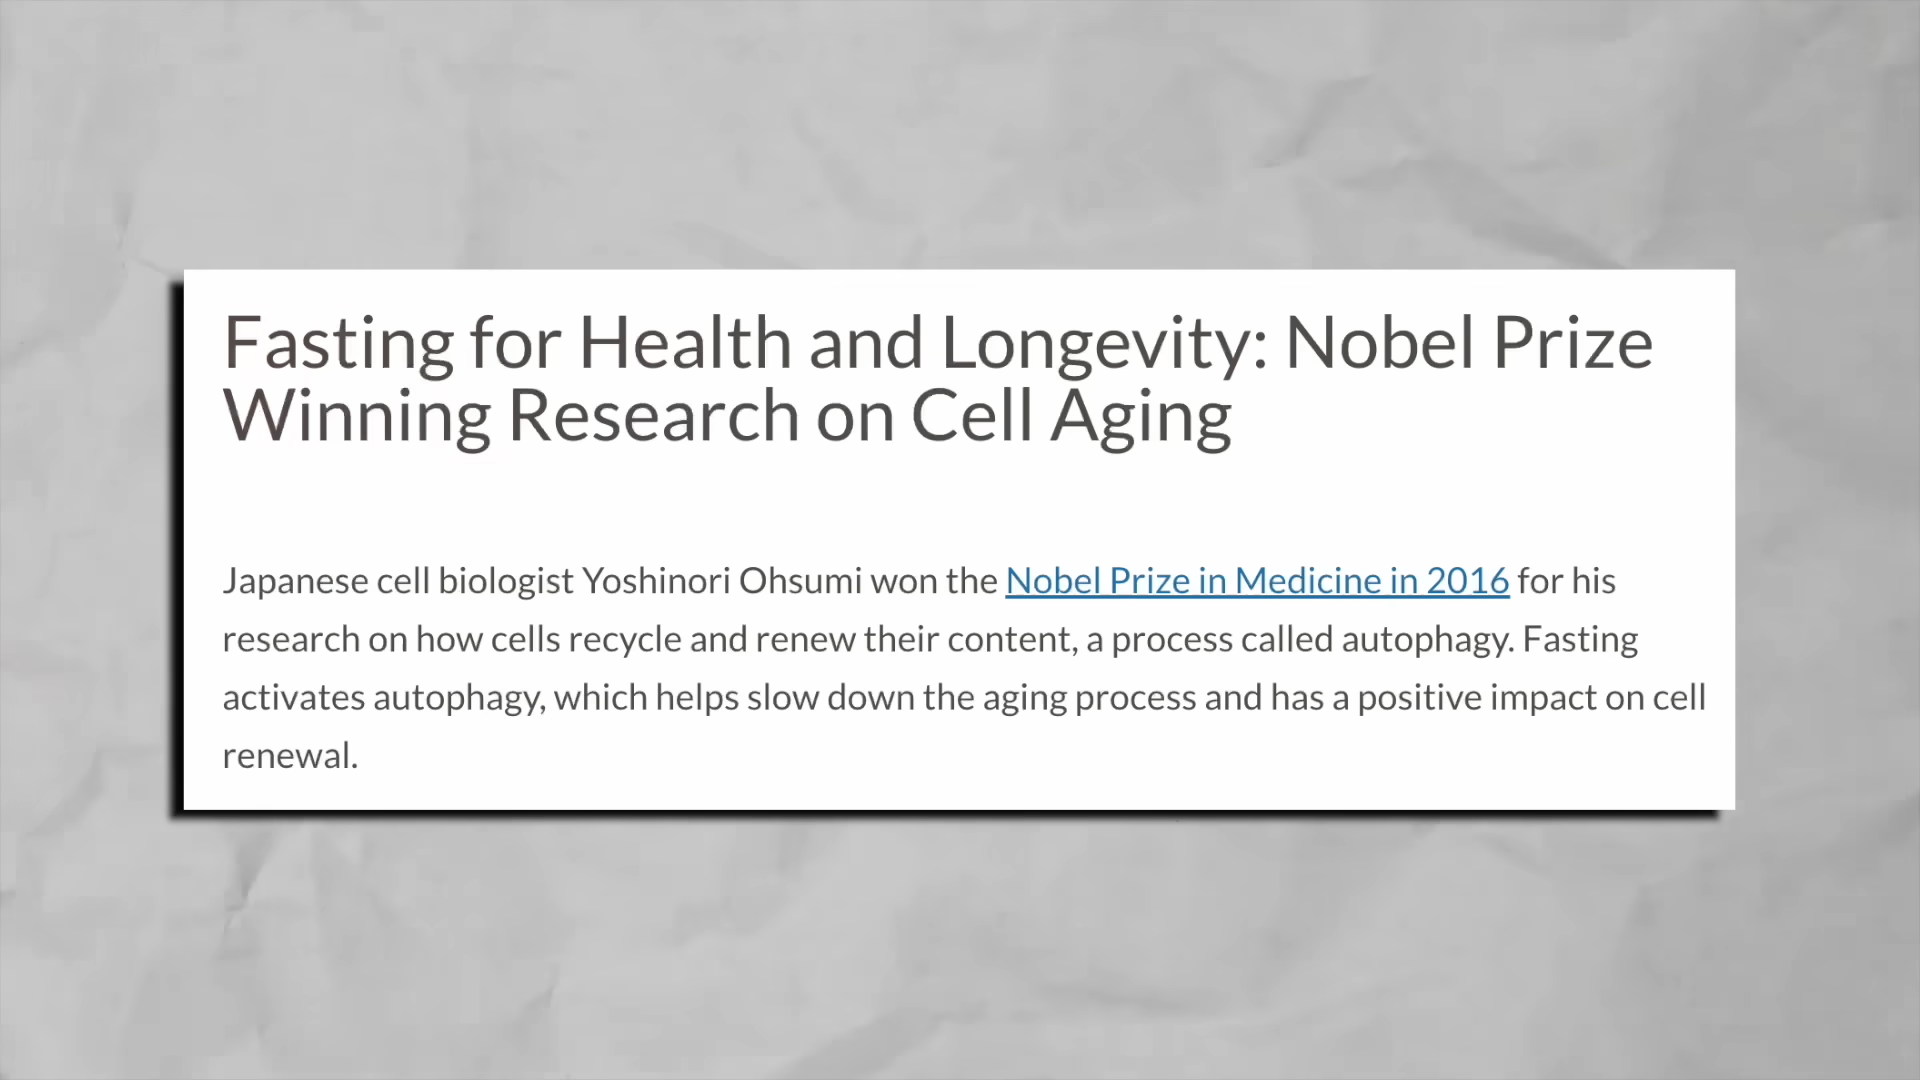 Fasting for Health and Longevity: Nobel Prize
Winning Research on Cell Aging
Japanese cell biologist Yoshinori Ohsumi won the Nobel Prize in Medicine in 2016 for his
research on how cells recycle and renew their content, a process called autophagy. Fasting
activates autophagy, which helps slow down the aging process and has a positive impact on cell
renewal.